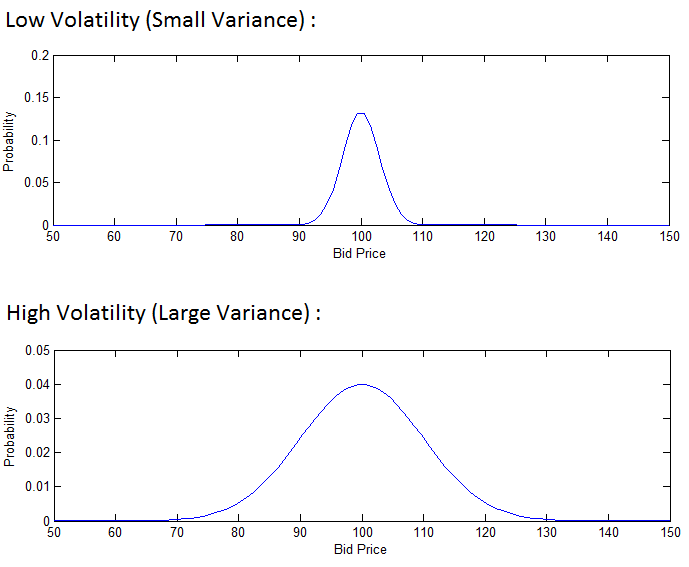 Low Volatility (Small Variance) :
0.2
0.15
0.1
0.05
0
Probability
50 60 70 80 90 100 110 120 130 140 150
Bid Price
High Volatility (Large Variance) :
0.05
0.04
0.03
0.02
0.01
0
Probability
50 60 70 80 90 100 110 120 130 140 150
Bid Price